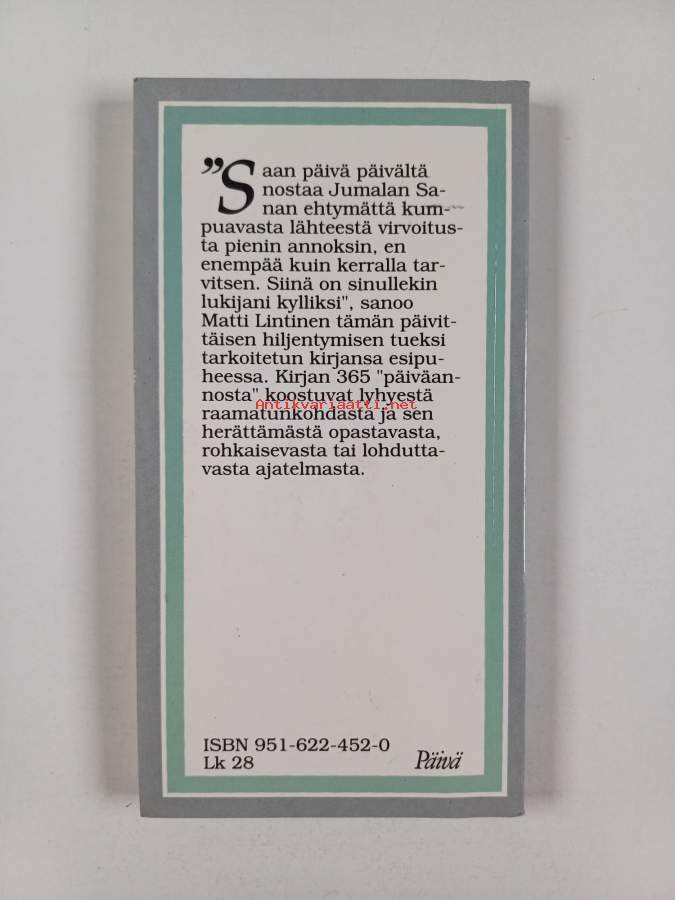 ”Saan päivä päivältä
nostaa Jumalan Sa-
nan ehtymättä kum-
puavasta lähteestä virvoitus-
ta pienin annoksin, en
enempää kuin kerralla tar-
vitsen. Siinä on sinullekin
lukijani kylliksi", sanoo
Matti Lintinen tämän päivit-
täisen hiljentymisen tueksi
tarkoitetun kirjansa esipu-
heessa. Kirjan 365 "päiväan-
nosta" koostuvat lyhyestä
Antikvariaatti.net
raamatunkohdasta ja sen
herättämästä opastavasta,
rohkaisevasta tai lohdutta-
vasta ajatelmasta.
ISBN 951-622-452-0
Lk 28
Päivä